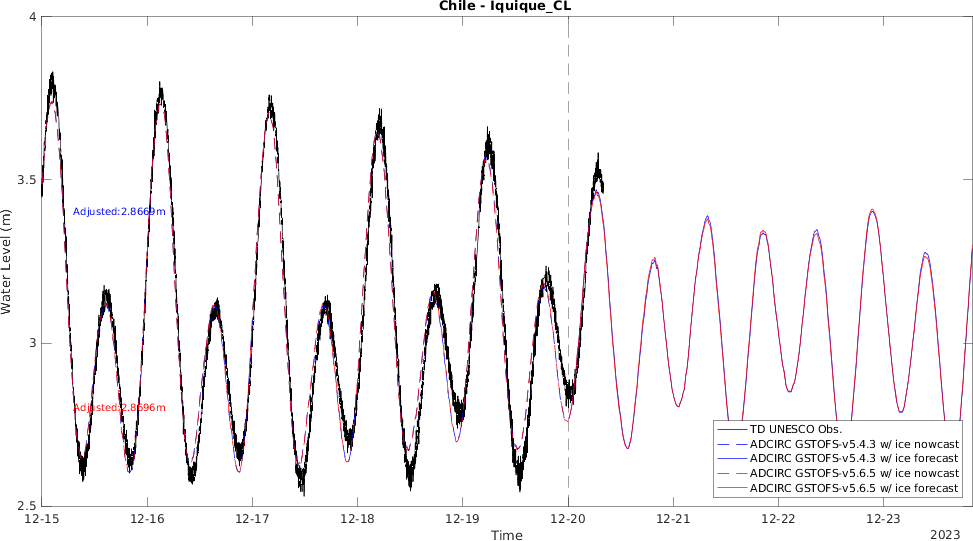 Chile - Iquique_CL
4
3.5
3
2.5
Water Level (m)
Adjusted:2.8669m
Adjusted:2.8696m
TD UNESCO Obs.
ADCIRC GSTOFS-v5.4.3 w/ ice nowcast
ADCIRC GSTOFS-v5.4.3 w/ ice forecast
ADCIRC GSTOFS-v5.6.5 w/ ice nowcast
ADCIRC GSTOFS-v5.6.5 w/ ice forecast
12-15 12-16 12-17 12-18 12-19 12-20 12-21 12-22 12-23
Time
2023